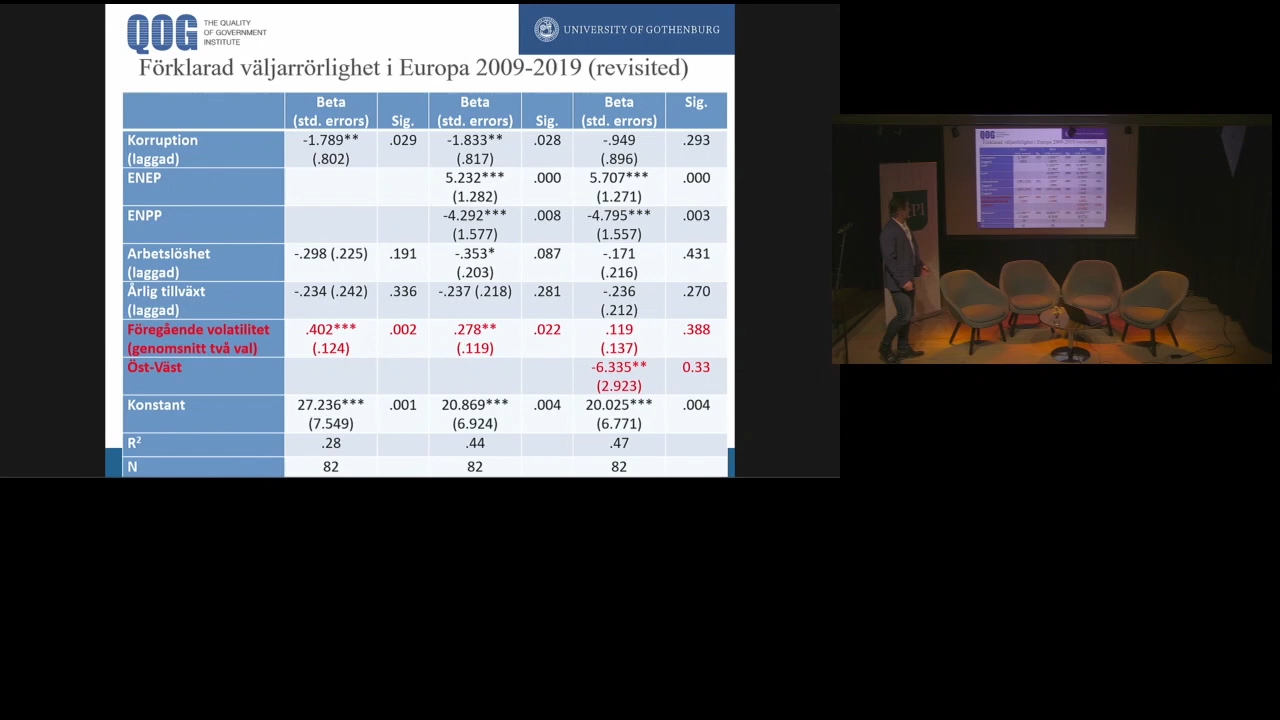 QOG THE QUALITY
OF GOVERNMENT
INSTITUTE
UNIVERSITY OF GOTHENBURG
Förklarad väljarrörlighet i Europa 2009-2019 (revisited)
Beta (std. errors) Sig. Beta (std. errors) Sig. Beta (std. errors) Sig.
Korruption (laggad) -1.789** (.802) .029 -1.833** (.817) .028 -.949 (.896) .293
ENEP 5.232*** (1.282) .000 5.707*** (1.271) .000
ENPP -4.292*** (1.577) .008 -4.795*** (1.557) .003
Arbetslöshet (laggad) -.298 (.225) .191 -.353* (.203) .087 -.171 (.216) .431
Årlig tillväxt (laggad) -.234 (.242) .336 -.237 (.218) .281 -.236 (.212) .270
Föregående volatilitet (genomsnitt två val) .402*** (.124) .002 .278** (.119) .022 .119 (.137) .388
Öst-Väst -6.335** (2.923) 0.33
Konstant 27.236*** (7.549) .001 20.869*** (6.924) .004 20.025*** (6.771) .004
R² .28 .44 .47
N 82 82 82
QOG